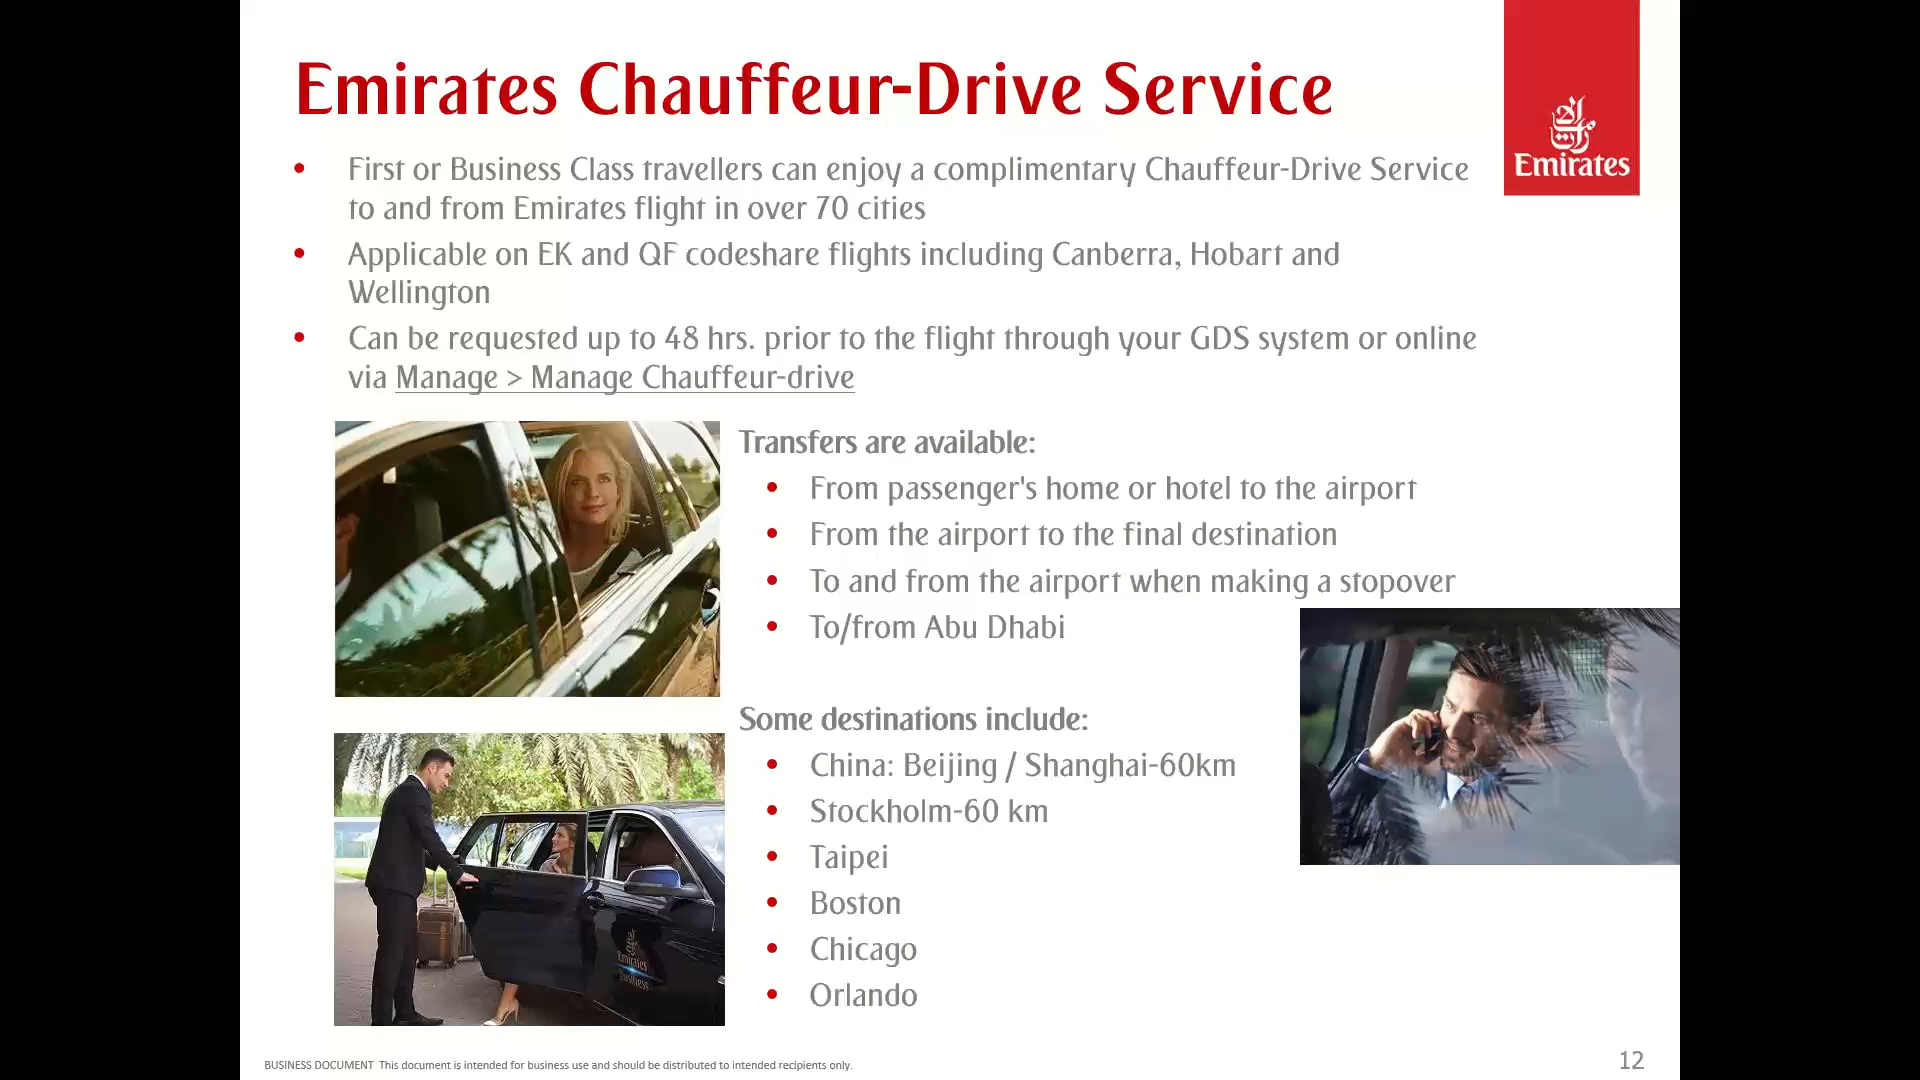 Emirates Chauffeur-Drive Service
Emirates
• First or Business Class travellers can enjoy a complimentary Chauffeur-Drive Service
to and from Emirates flight in over 70 cities
• Applicable on EK and QF codeshare flights including Canberra, Hobart and
Wellington
• Can be requested up to 48 hrs. prior to the flight through your GDS system or online
via Manage > Manage Chauffeur-drive
Transfers are available:
• From passenger's home or hotel to the airport
• From the airport to the final destination
• To and from the airport when making a stopover
• To/from Abu Dhabi
Some destinations include:
• China: Beijing / Shanghai-60km
• Stockholm-60 km
• Taipei
• Boston
• Chicago
• Orlando
Emirates
Business
BUSINESS DOCUMENT This document is intended for business use and should be distributed to intended recipients only.
12